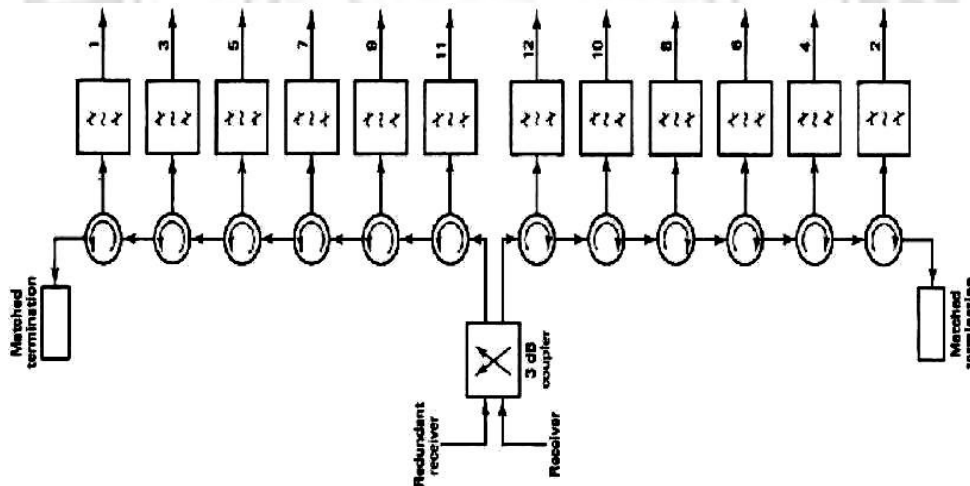 1
3
5
7
9
11
12
10
8
6
4
2
Matched
termination
3 dB
coupler
Matched
termination
Redundant
receiver
Receiver